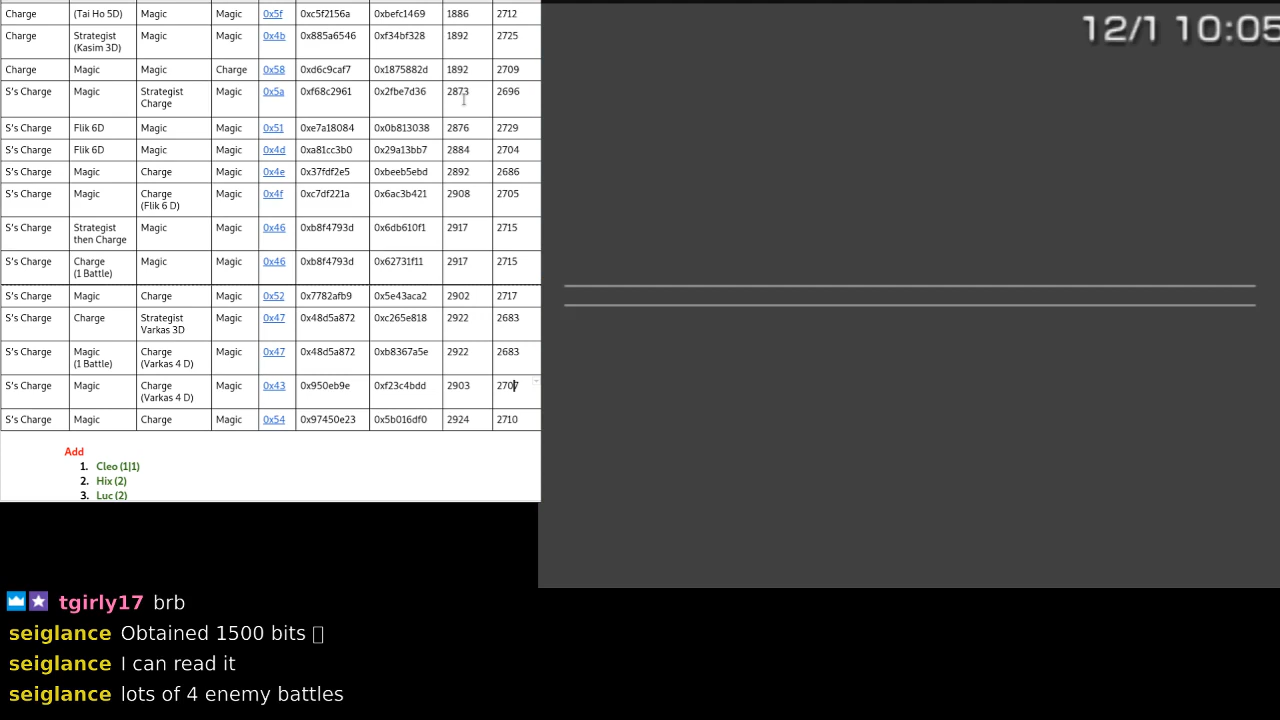 Charge (Tai Ho 5D) Magic Magic 0x5f 0xc5f2156a 0xbefc1469 1886 2712
Charge Strategist (Kasim 3D) Magic Magic 0x4b 0x885a6546 0xf34bf328 1892 2725
Charge Magic Magic Charge 0x58 0xd6c9caf7 0x1875882d 1892 2709
S's Charge Magic Strategist Charge Magic 0x5a 0xf68c2961 0x2fbe7d36 2873 2696
S's Charge Flik 6D Magic Magic 0x51 0xe7a18084 0x0b813038 2876 2729
S's Charge Flik 6D Magic Magic 0x4d 0xa81cc3b0 0x29a13bb7 2884 2704
S's Charge Magic Charge Magic 0x4e 0x37fdf2e5 0xbeeb5ebd 2892 2686
S's Charge Magic Charge (Flik 6 D) Magic 0x4f 0xc7df221a 0x6ac3b421 2908 2705
S's Charge Strategist then Charge Magic Magic 0x46 0xb8f4793d 0x6db610f1 2917 2715
S's Charge Charge (1 Battle) Magic Magic 0x46 0xb8f4793d 0x62731f11 2917 2715
S's Charge Magic Charge Magic 0x52 0x7782afb9 0x5e43aca2 2902 2717
S's Charge Charge Strategist Varkas 3D Magic 0x47 0x48d5a872 0xc265e818 2922 2683
S's Charge Magic (1 Battle) Charge (Varkas 4 D) Magic 0x47 0x48d5a872 0xb8367a5e 2922 2683
S's Charge Magic Charge (Varkas 4 D) Magic 0x43 0x950eb9e 0xf23c4bdd 2903 2707
S's Charge Magic Charge Magic 0x54 0x97450e23 0x5b016df0 2924 2710
Add
1. Cleo (1|1)
2. Hix (2)
3. Luc (2)
12/1 10:05
tgirly17 brb
seiglance Obtained 1500 bits
seiglance I can read it
seiglance lots of 4 enemy battles